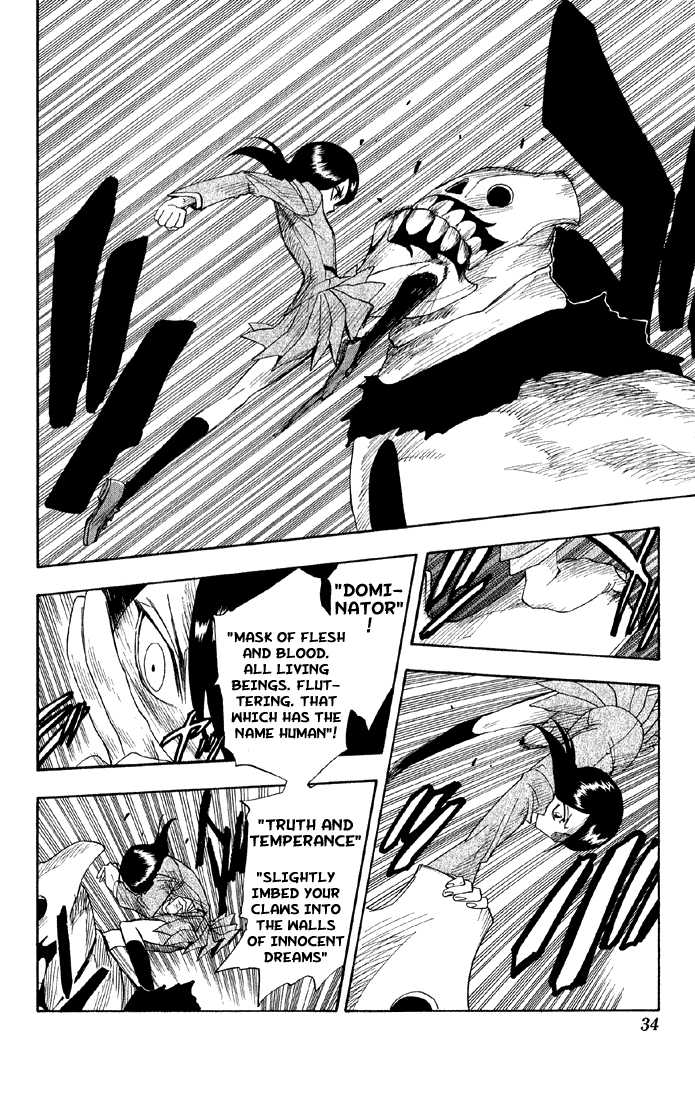 "DOMI-
NATOR"
!
"MASK OF FLESH
AND BLOOD.
ALL LIVING
BEINGS. FLUT-
TERING. THAT
WHICH HAS THE
NAME HUMAN"!
"TRUTH AND
TEMPERANCE"
"SLIGHTLY
IMBED YOUR
CLAWS INTO
THE WALLS
OF INNOCENT
DREAMS"
34